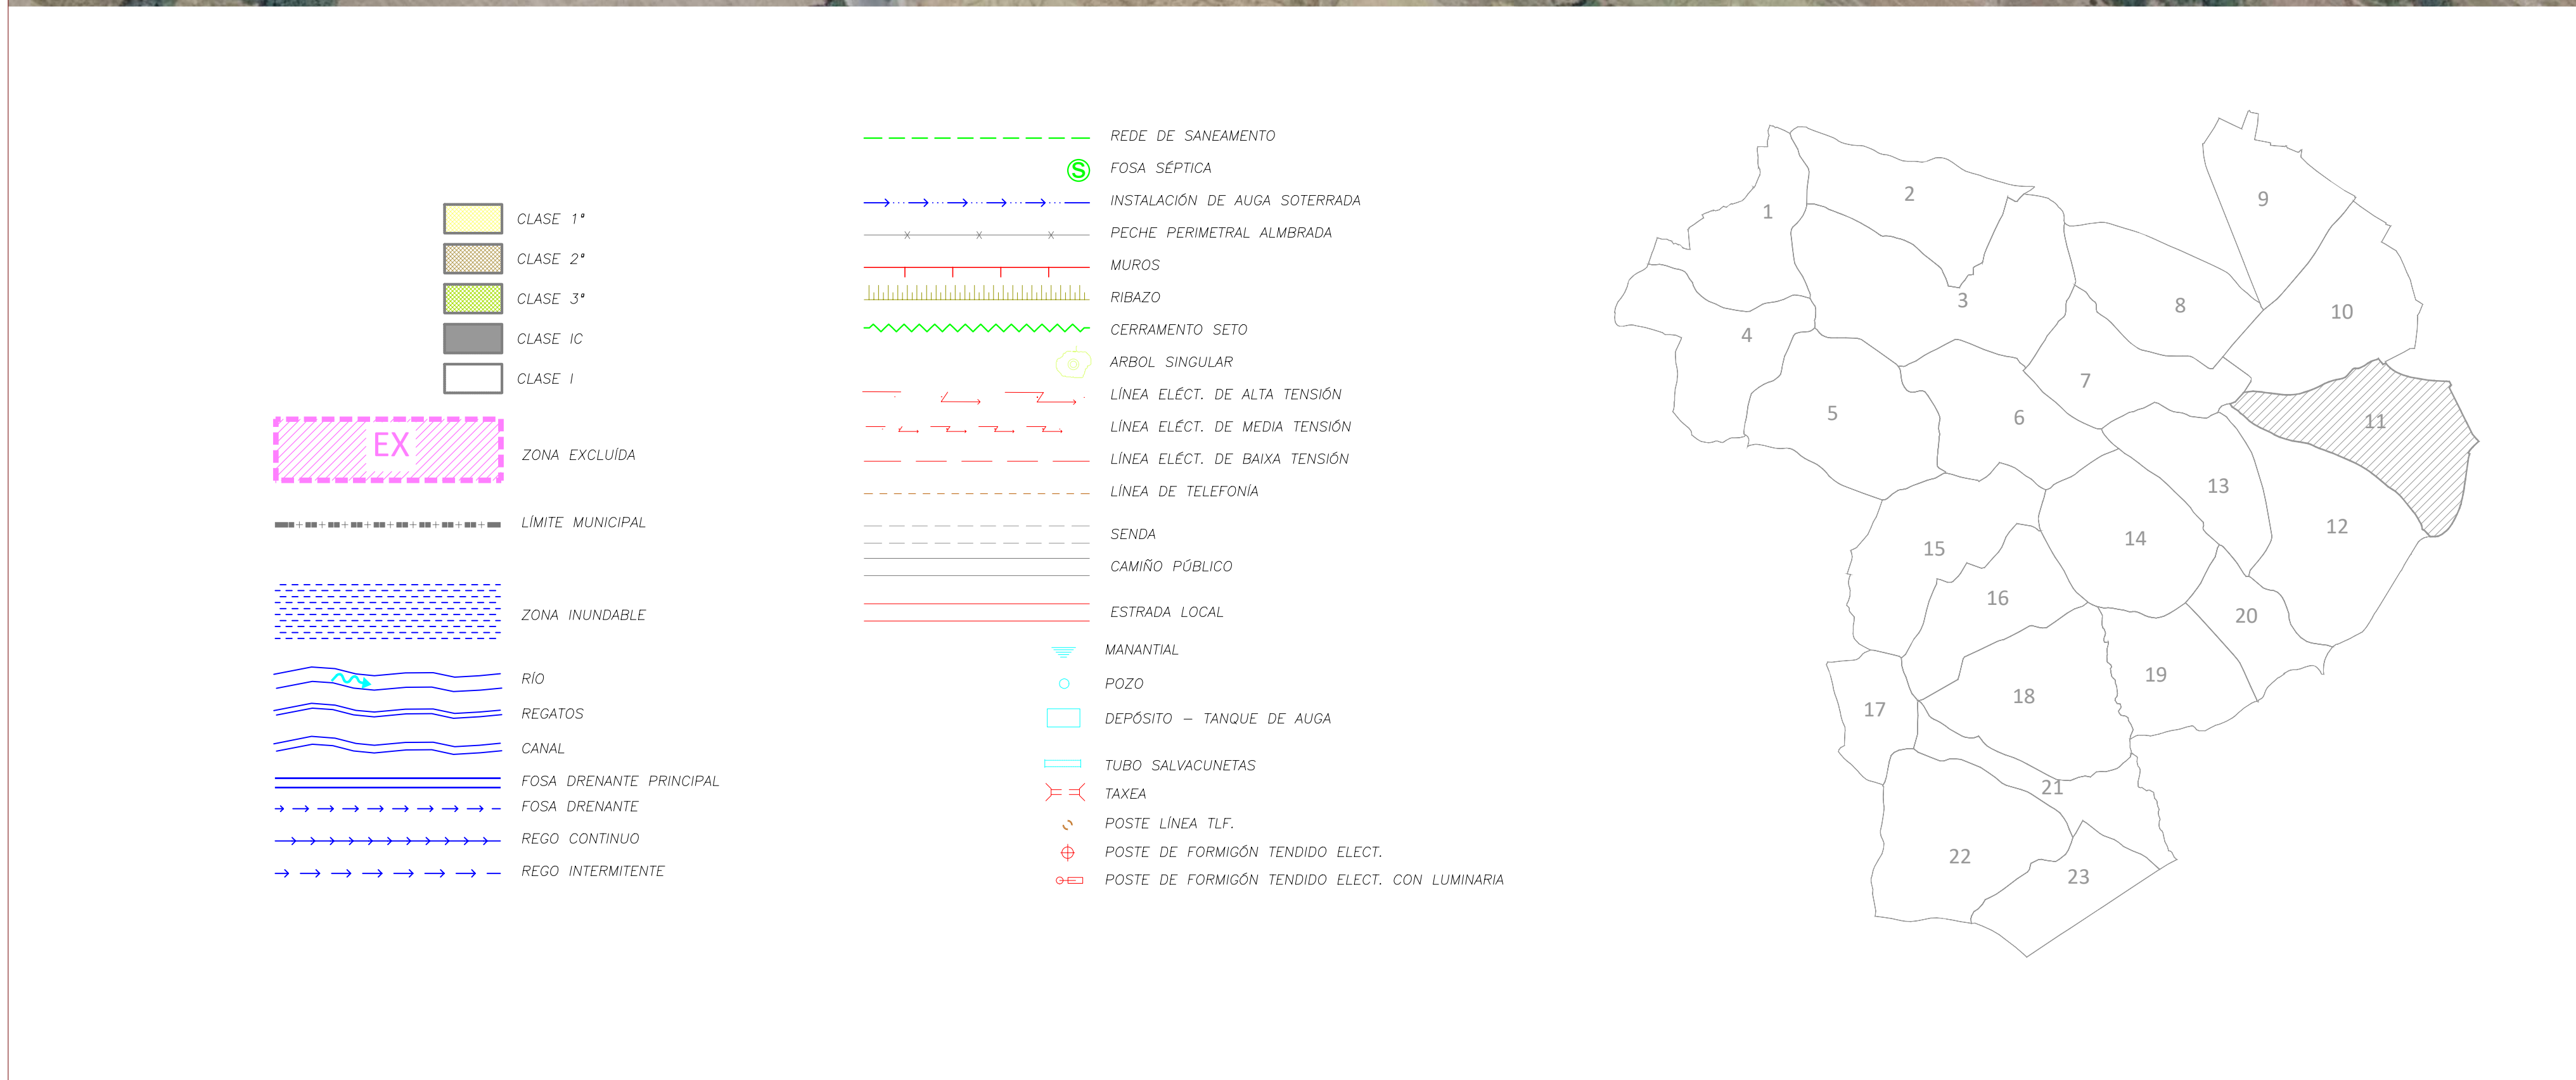 CLASE 1ª
CLASE 2ª
CLASE 3ª
CLASE IC
CLASE I
EX
ZONA EXCLUÍDA
LÍMITE MUNICIPAL
ZONA INUNDABLE
RÍO
REGATOS
CANAL
FOSA DRENANTE PRINCIPAL
FOSA DRENANTE
REGO CONTINUO
REGO INTERMITENTE
REDE DE SANEAMENTO
S
FOSA SÉPTICA
INSTALACIÓN DE AUGA SOTERRADA
PECHE PERIMETRAL ALMBRADA
MUROS
RIBAZO
CERRAMENTO SETO
ARBOL SINGULAR
LÍNEA ELÉCT. DE ALTA TENSIÓN
LÍNEA ELÉCT. DE MEDIA TENSIÓN
LÍNEA ELÉCT. DE BAIXA TENSIÓN
LÍNEA DE TELEFONÍA
SENDA
CAMIÑO PÚBLICO
ESTRADA LOCAL
MANANTIAL
POZO
DEPÓSITO – TANQUE DE AUGA
TUBO SALVACUNETAS
TAXEA
POSTE LÍNEA TLF.
POSTE DE FORMIGÓN TENDIDO ELECT.
POSTE DE FORMIGÓN TENDIDO ELECT. CON LUMINARIA
1
2
3
4
5
6
7
8
9
10
11
12
13
14
15
16
17
18
19
20
21
22
23